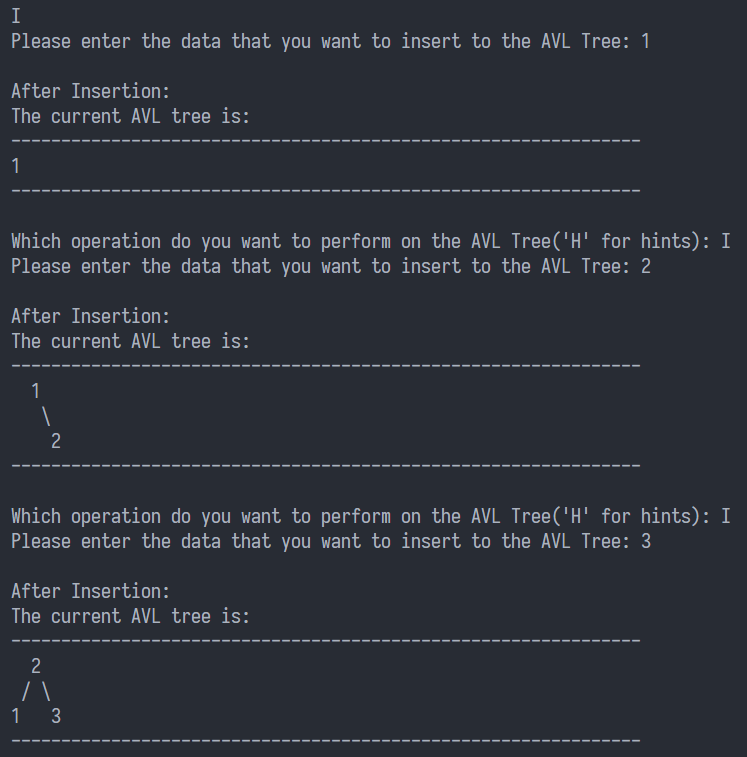 I
Please enter the data that you want to insert to the AVL Tree: 1
After Insertion:
The current AVL tree is:
---------------------------------------------------------------
1
---------------------------------------------------------------
Which operation do you want to perform on the AVL Tree('H' for hints): I
Please enter the data that you want to insert to the AVL Tree: 2
After Insertion:
The current AVL tree is:
---------------------------------------------------------------
  1
   \
    2
---------------------------------------------------------------
Which operation do you want to perform on the AVL Tree('H' for hints): I
Please enter the data that you want to insert to the AVL Tree: 3
After Insertion:
The current AVL tree is:
---------------------------------------------------------------
  2
 / \
1   3
---------------------------------------------------------------